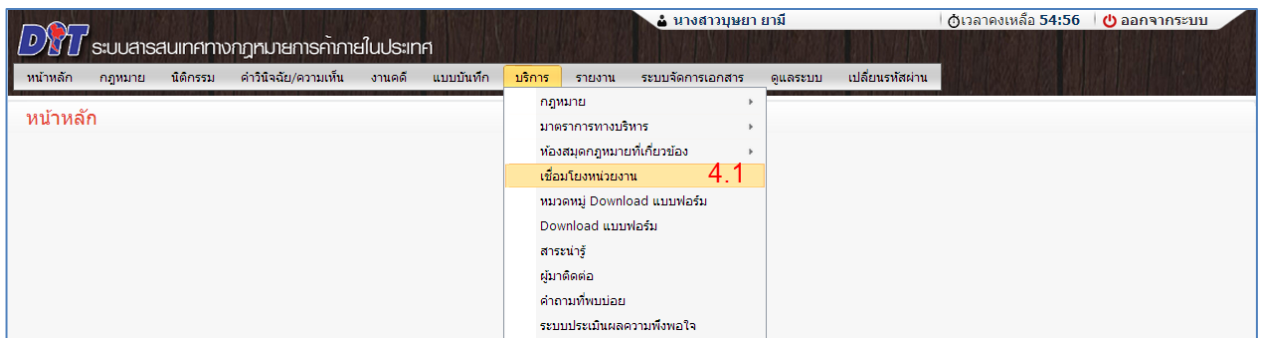 นางสาวบุษยา ยามี เวลาคงเหลือ 54:56 ออกจากระบบ
DIT ระบบสารสนเทศทางกฎหมายการค้าภายในประเทศ
หน้าหลัก กฎหมาย นิติกรรม คำวินิจฉัย/ความเห็น งานคดี แบบบันทึก บริการ รายงาน ระบบจัดการเอกสาร ดูแลระบบ เปลี่ยนรหัสผ่าน
หน้าหลัก
กฎหมาย
มาตราการทางบริหาร
ห้องสมุดกฎหมายที่เกี่ยวข้อง
เชื่อมโยงหน่วยงาน 4.1
หมวดหมู่ Download แบบฟอร์ม
Download แบบฟอร์ม
สาระน่ารู้
ผู้มาติดต่อ
คำถามที่พบบ่อย
ระบบประเมินผลความพึงพอใจ